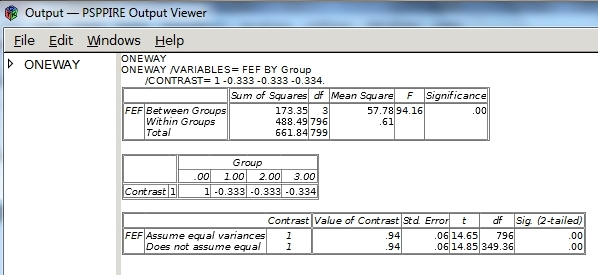 Output — PSPPIRE Output Viewer
File Edit Windows Help
ONEWAY
ONEWAY
ONEWAY /VARIABLES= FEF BY Group
/CONTRAST= 1 -0.333 -0.333 -0.334.
Sum of Squares df Mean Square F Significance
FEF Between Groups 173.35 3 57.78 94.16 .00
Within Groups 488.49 796 .61
Total 661.84 799
Group
.00 1.00 2.00 3.00
Contrast 1 1 -0.333 -0.333 -0.334
Contrast Value of Contrast Std. Error t df Sig. (2-tailed)
FEF Assume equal variances 1 .94 .06 14.65 796 .00
Does not assume equal 1 .94 .06 14.85 349.36 .00